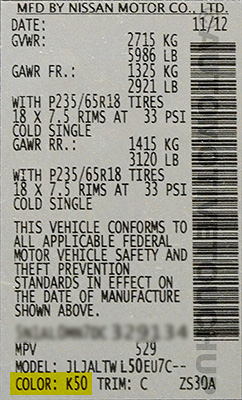 MFD BY NISSAN MOTOR CO., LTD.
DATE: 11/12
GVWR: 2715 KG
5986 LB
GAWR FR.: 1325 KG
2921 LB
WITH P235/65R18 TIRES
18 X 7.5 RIMS AT 33 PSI
COLD SINGLE
GAWR RR.: 1415 KG
3120 LB
WITH P235/65R18 TIRES
18 X 7.5 RIMS AT 33 PSI
COLD SINGLE
THIS VEHICLE CONFORMS TO
ALL APPLICABLE FEDERAL
MOTOR VEHICLE SAFETY AND
THEFT PREVENTION
STANDARDS IN EFFECT ON
THE DATE OF MANUFACTURE
SHOWN ABOVE.
MPV 529
MODEL: JLJALTWL50EU7C--
COLOR: K50 TRIM: C ZS30A